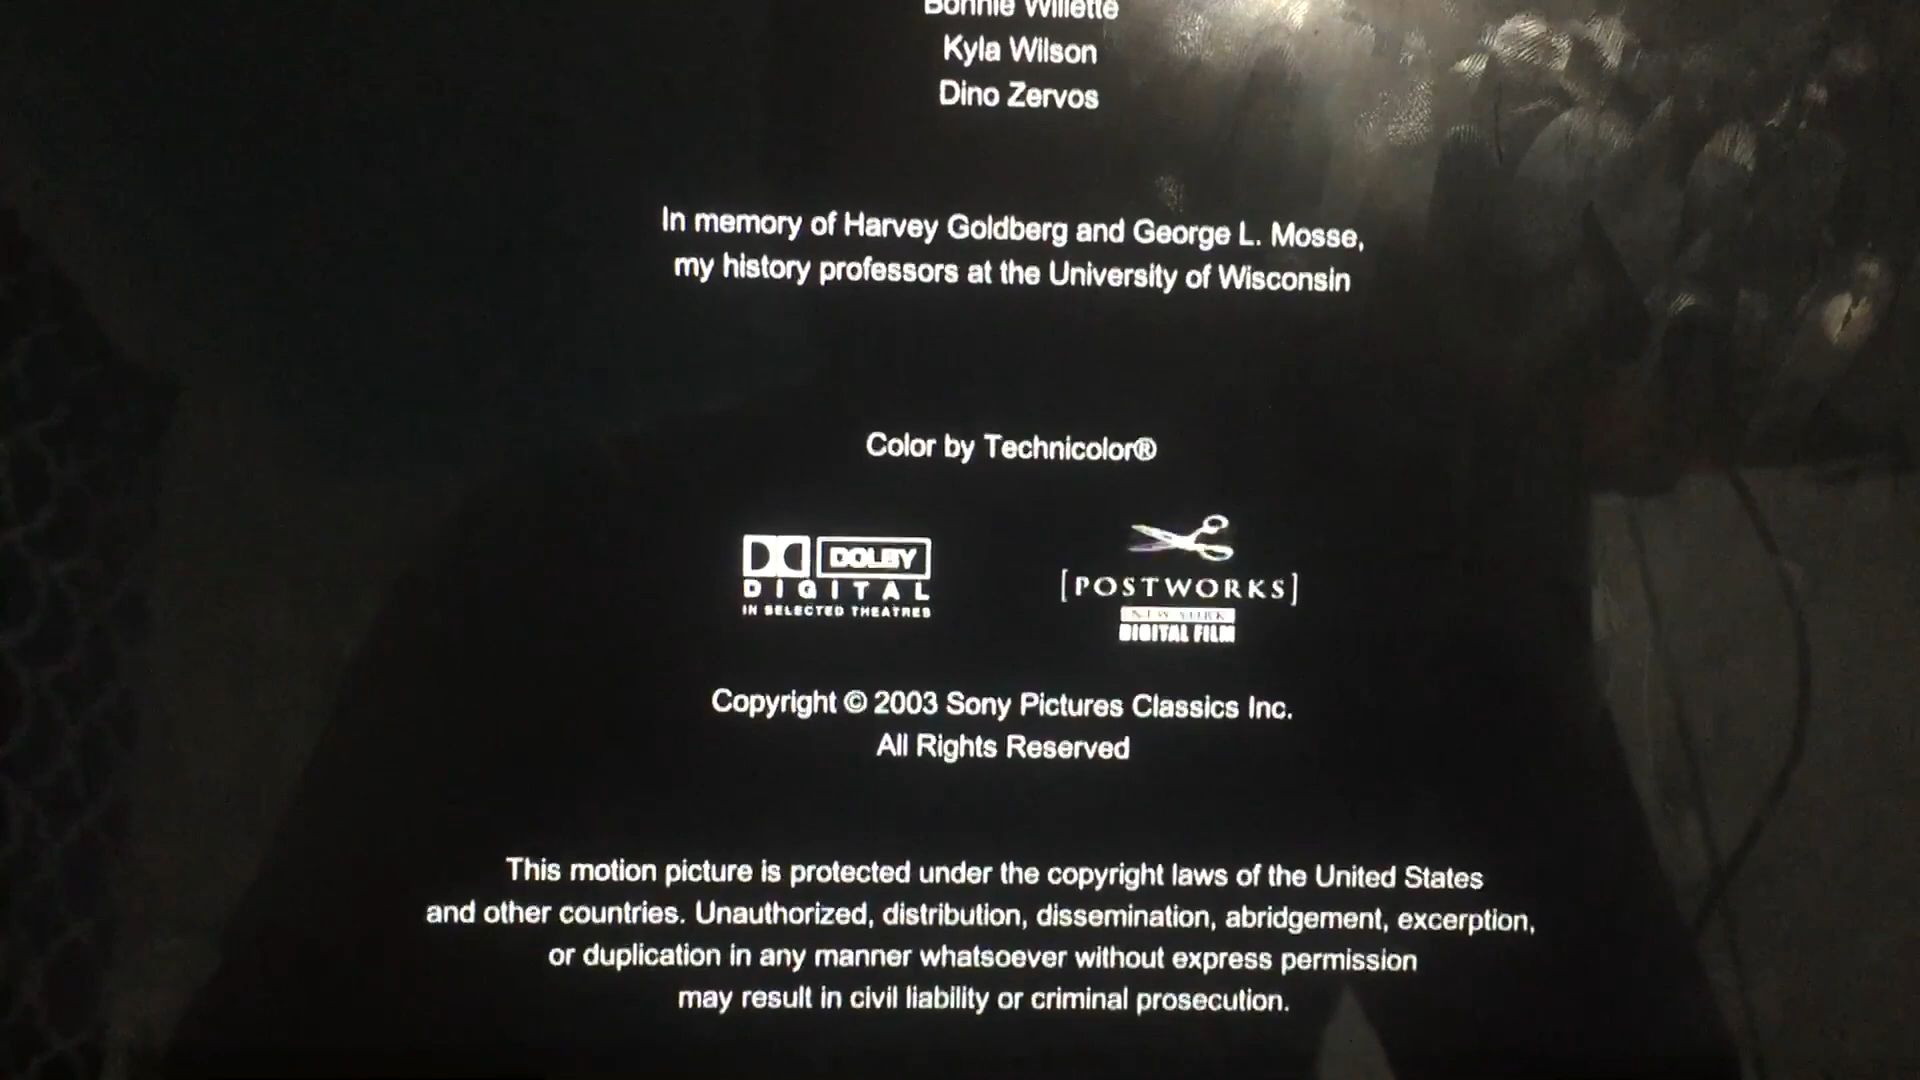 Bonnie Willette
Kyla Wilson
Dino Zervos
In memory of Harvey Goldberg and George L. Mosse,
my history professors at the University of Wisconsin
Color by Technicolor®
DOLBY
DIGITAL
IN SELECTED THEATRES
[POSTWORKS]
NEW YORK
DIGITAL FILM
Copyright © 2003 Sony Pictures Classics Inc.
All Rights Reserved
This motion picture is protected under the copyright laws of the United States
and other countries. Unauthorized, distribution, dissemination, abridgement, excerption,
or duplication in any manner whatsoever without express permission
may result in civil liability or criminal prosecution.